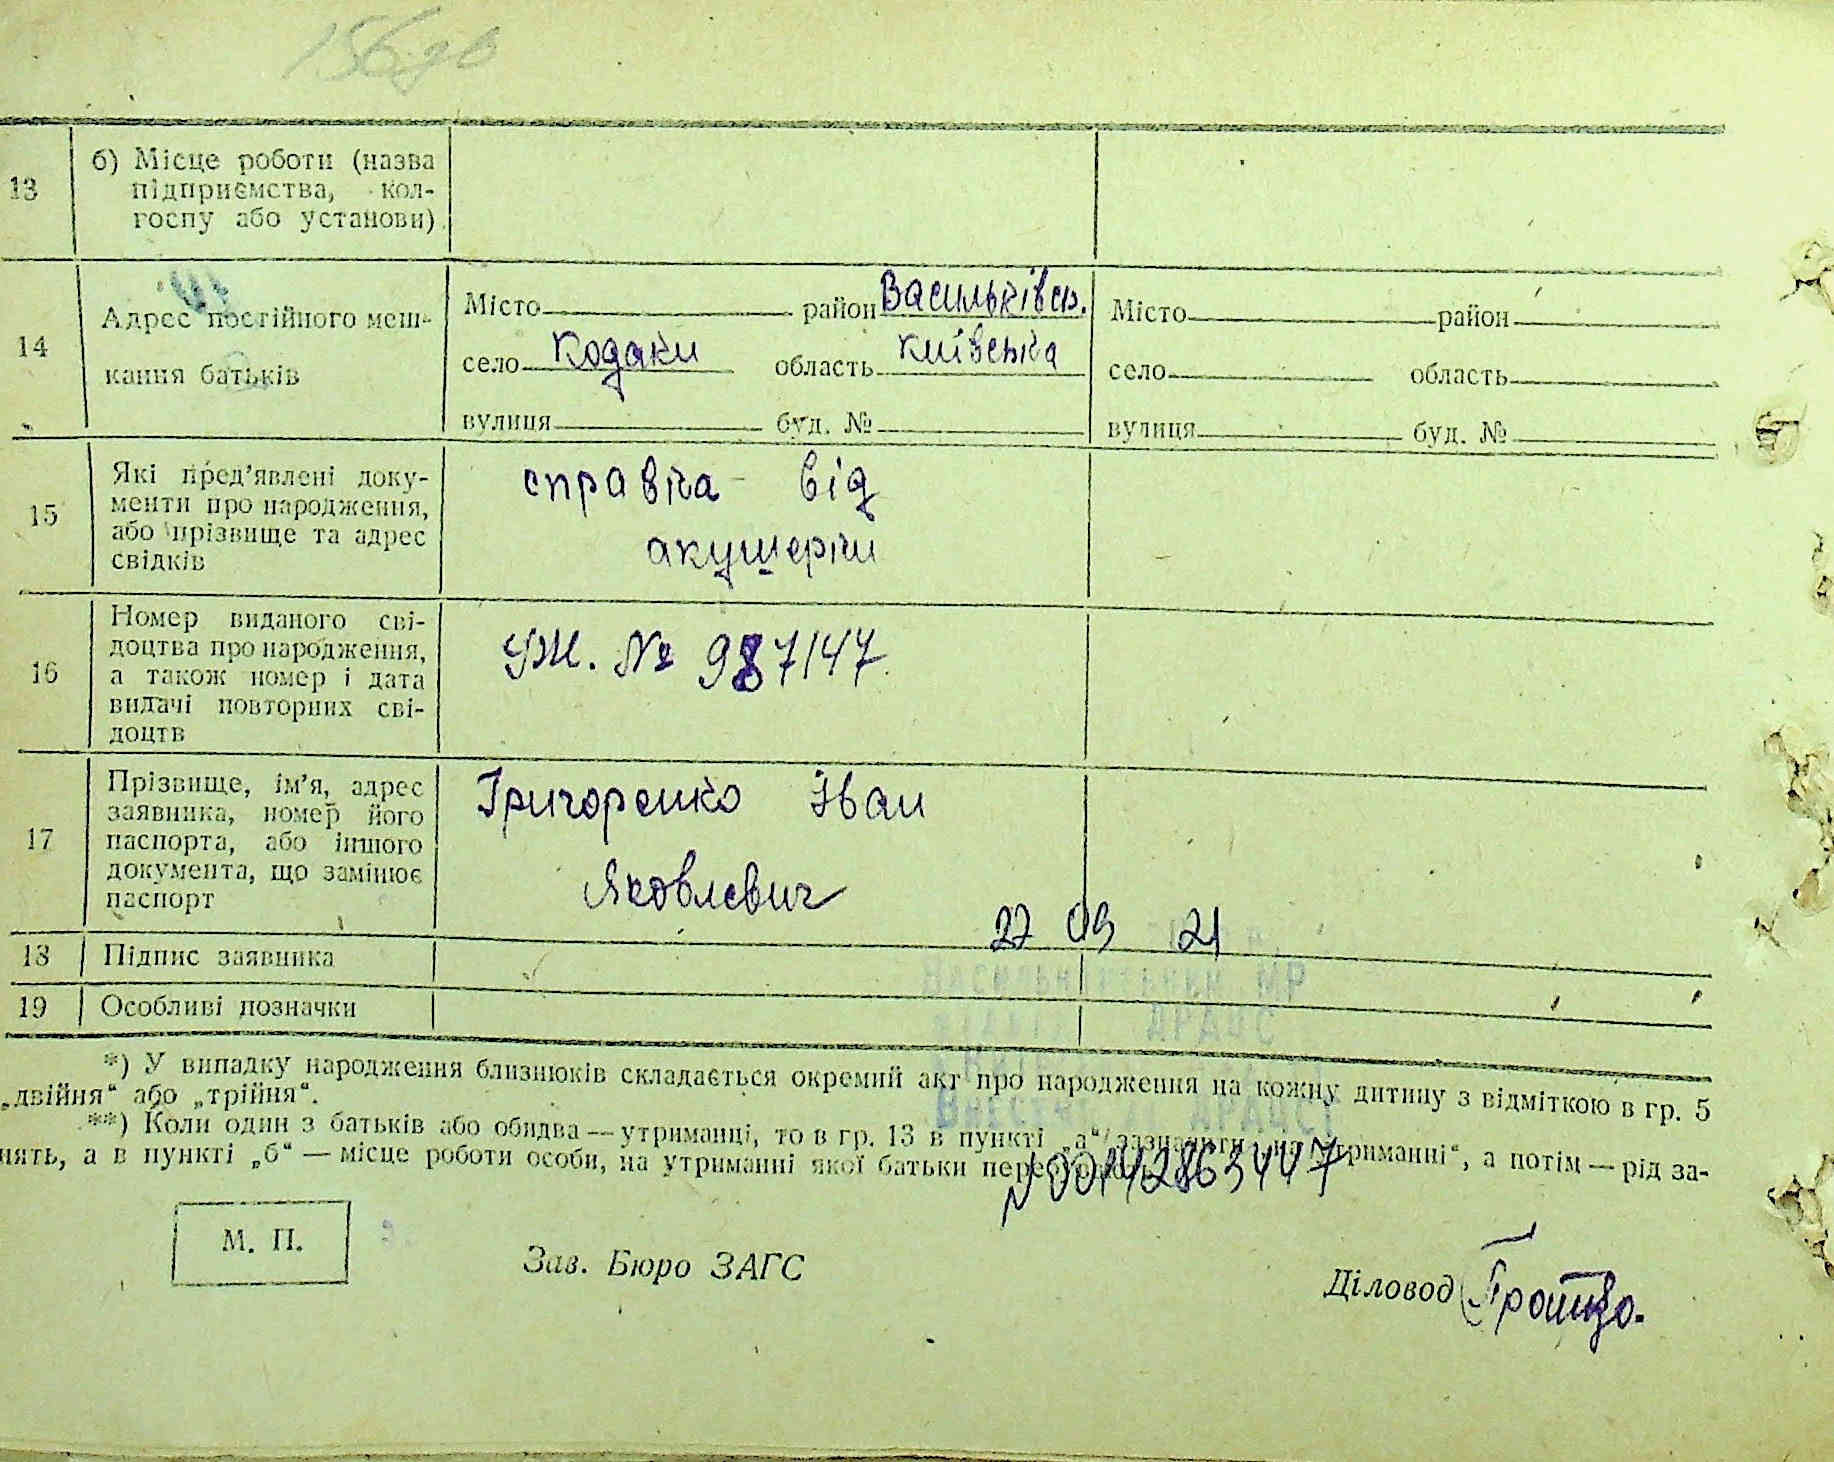 13
б) Місце роботи (назва
підприємства, кол-
госпу або установи)
14
Адрес постійного меш-
кання батьків
Місто район Васильківськ.
село Кодаки область Київська
вулиця буд. №
Місто район
село область
вулиця буд. №
15
Які пред’явлені доку-
менти про народження,
або прізвище та адрес
свідків
справка від
акушерки
16
Номер виданого сві-
доцтва про народження,
а також номер і дата
видачі повторних сві-
доцтв
УЖ. № 987147
17
Прізвище, ім’я, адрес
заявника, номер його
паспорта, або іншого
документа, що замінює
паспорт
Григоренко Іван
Яковлевич
27 09 21
18
Підпис заявника
19
Особливі позначки
*) У випадку народження близнюків складається окремий акт про народження на кожну дитину з відміткою в гр. 5
„двійня“ або „трійня“.
**) Коли один з батьків або обидва — утриманці, то в гр. 13 в пункті „а“ зазначити „на утриманні“, а потім — рід за-
нять, а в пункті „б“ — місце роботи особи, на утриманні якої батьки
N 00142863447
М. П.
Зав. Бюро ЗАГС
Діловод